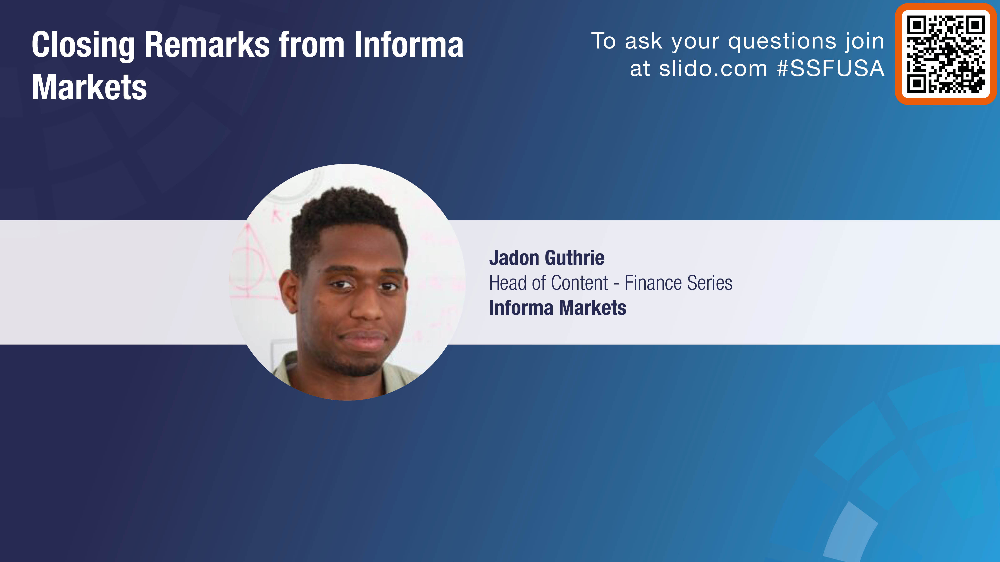 Closing Remarks from Informa
Markets
To ask your questions join
at slido.com #SSFUSA
Jadon Guthrie
Head of Content - Finance Series
Informa Markets